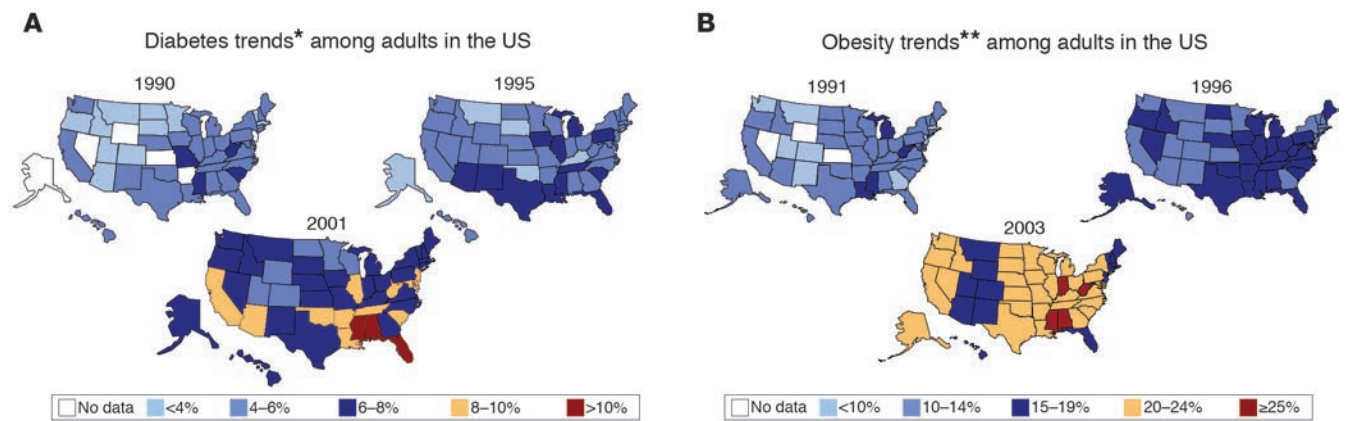 A
Diabetes trends* among adults in the US
1990
1995
2001
No data <4% 4–6% 6–8% 8–10% >10%
B
Obesity trends** among adults in the US
1991
1996
2003
No data <10% 10–14% 15–19% 20–24% ≥25%